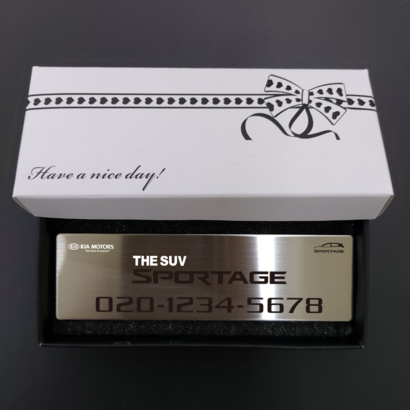 Have a nice day!
KIA MOTORS
THE SUV
SPORTAGE
SPORTAGE
020-1234-5678